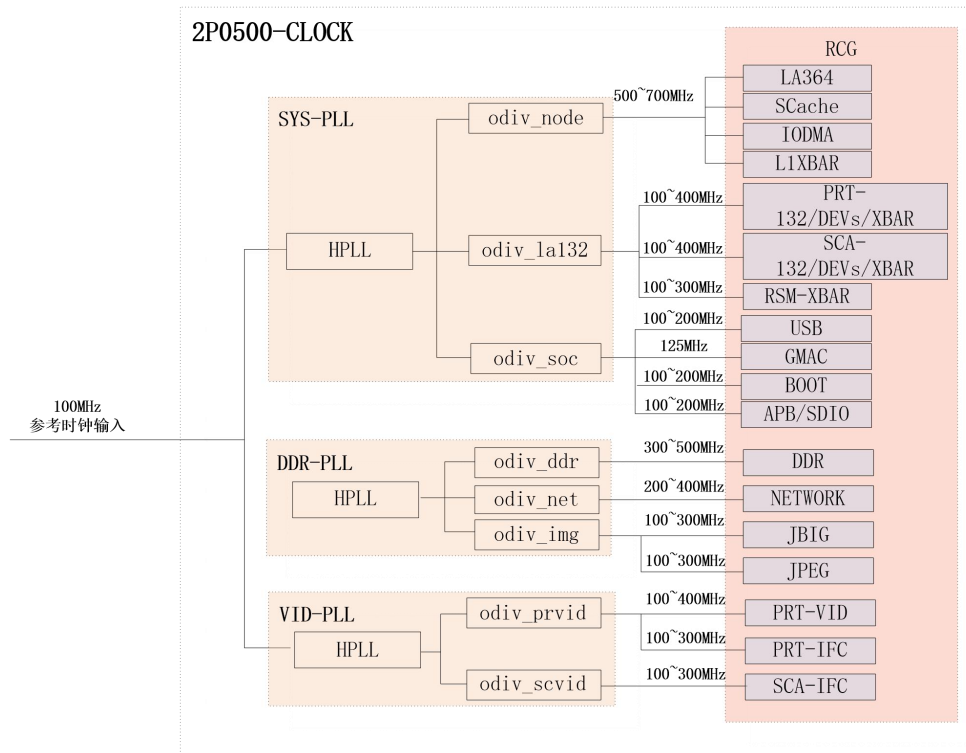 2P0500-CLOCK
RCG
100MHz
参考时钟输入
SYS-PLL
HPLL
odiv_node
500~700MHz
LA364
SCache
IODMA
L1XBAR
odiv_la132
100~400MHz
PRT-
132/DEVs/XBAR
100~400MHz
SCA-
132/DEVs/XBAR
100~300MHz
RSM-XBAR
odiv_soc
100~200MHz
USB
125MHz
GMAC
100~200MHz
BOOT
100~200MHz
APB/SDIO
DDR-PLL
HPLL
odiv_ddr
300~500MHz
DDR
odiv_net
200~400MHz
NETWORK
odiv_img
100~300MHz
JBIG
100~300MHz
JPEG
VID-PLL
HPLL
odiv_prvid
100~400MHz
PRT-VID
100~300MHz
PRT-IFC
odiv_scvid
100~300MHz
SCA-IFC